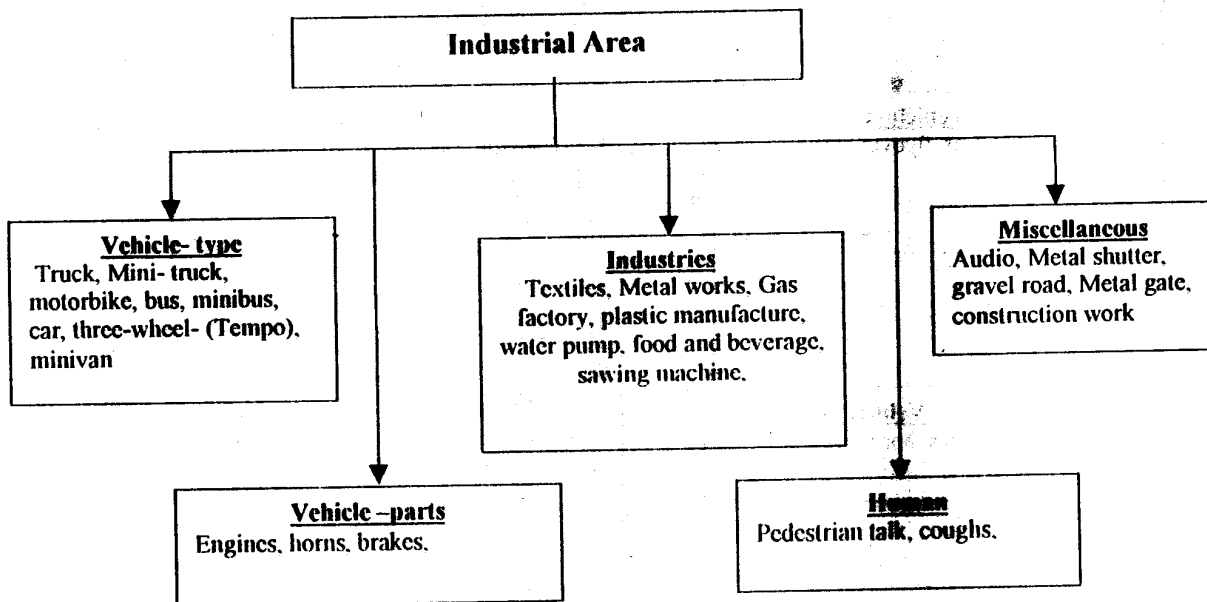 Industrial Area
Vehicle- type
Truck, Mini- truck,
motorbike, bus, minibus,
car, three-wheel- (Tempo),
minivan
Industries
Textiles, Metal works, Gas
factory, plastic manufacture,
water pump, food and beverage,
sawing machine.
Miscellaneous
Audio, Metal shutter,
gravel road, Metal gate,
construction work
Vehicle –parts
Engines, horns, brakes.
Human
Pedestrian talk, coughs.